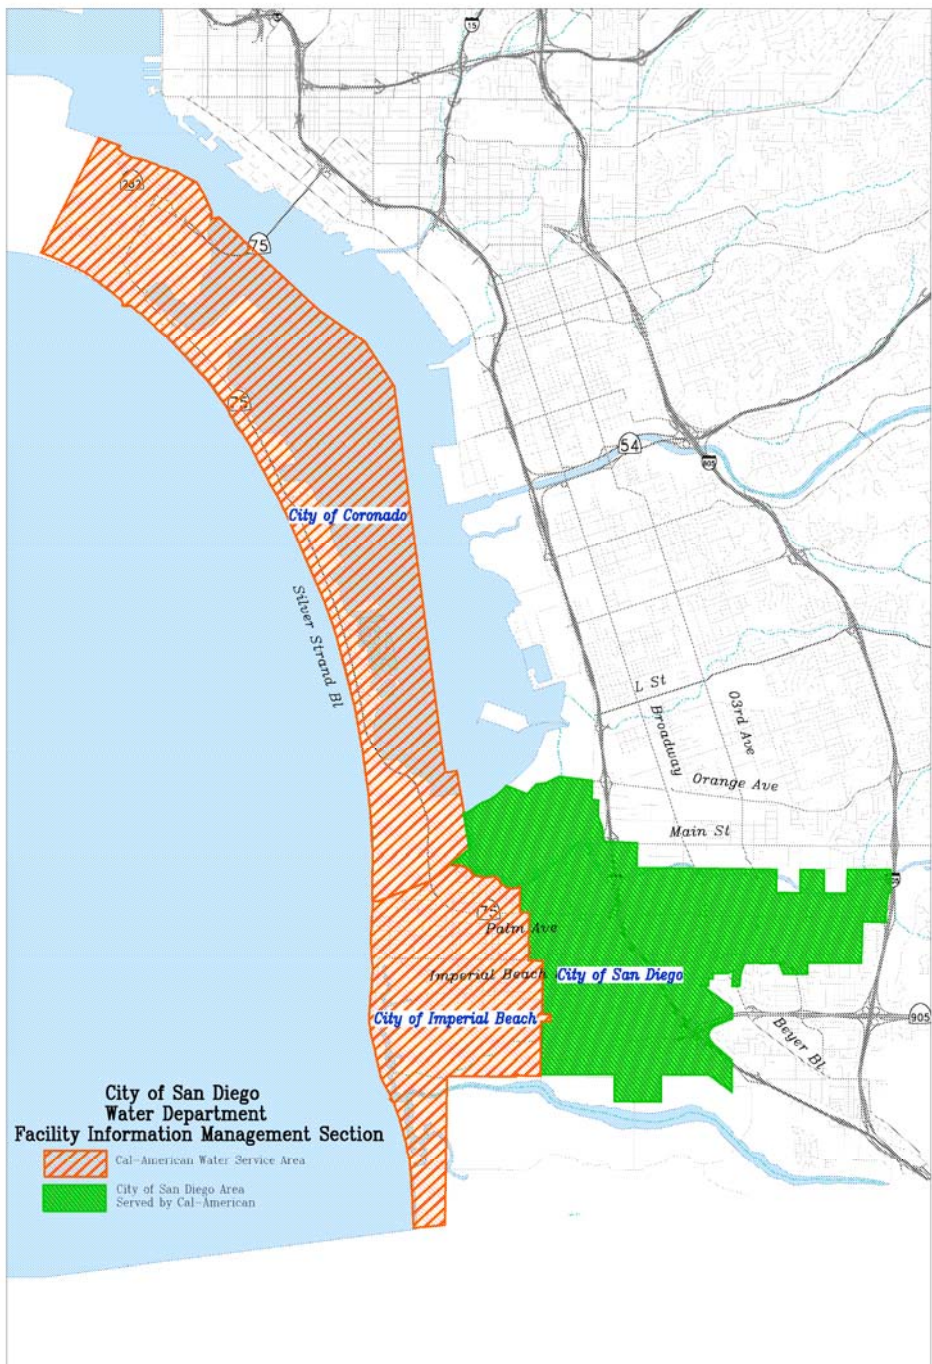 15
282
75
75
54
805
City of Coronado
Silver Strand Bl
L St
Broadway
03rd Ave
Orange Ave
Main St
75
Palm Ave
Imperial Beach
City of San Diego
City of Imperial Beach
905
Beyer Bl
City of San Diego
Water Department
Facility Information Management Section
Cal-American Water Service Area
City of San Diego Area
Served by Cal-American